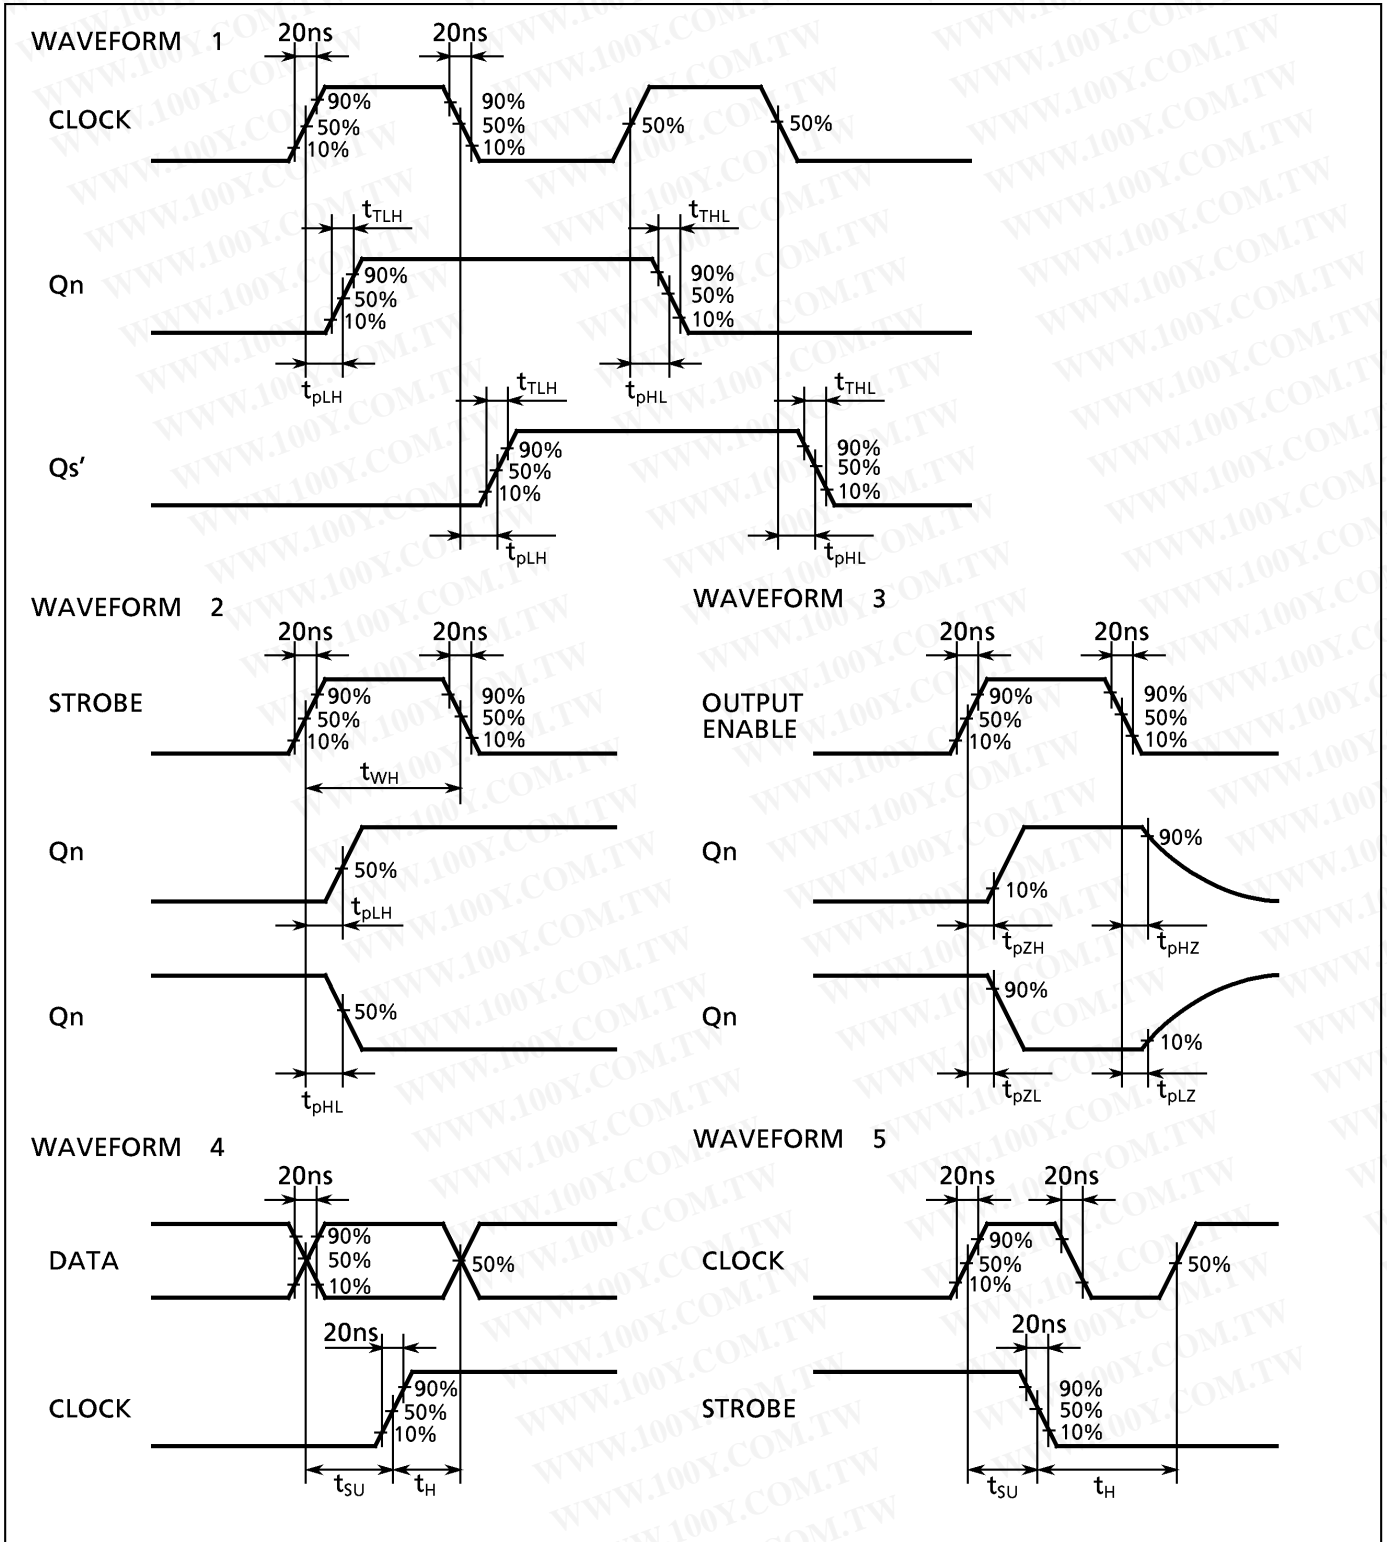 WAVEFORM 1
20ns 20ns
CLOCK
90% 50% 10%
90% 50% 10%
50% 50%
tTLH tTHL
Qn
90% 50% 10%
90% 50% 10%
tpLH tpHL
tTLH tTHL
Qs’
90% 50% 10%
90% 50% 10%
tpLH tpHL
WAVEFORM 2
20ns 20ns
STROBE
90% 50% 10%
90% 50% 10%
tWH
Qn
50%
tpLH
Qn
50%
tpHL
WAVEFORM 3
20ns 20ns
OUTPUT
ENABLE
90% 50% 10%
90% 50% 10%
Qn
10% 90%
tpZH tpHZ
Qn
90% 10%
tpZL tpLZ
WAVEFORM 4
20ns
DATA
90% 50% 10%
50%
20ns
CLOCK
90% 50% 10%
tSU tH
WAVEFORM 5
20ns 20ns
CLOCK
90% 50% 10%
50%
20ns
STROBE
90% 50% 10%
tSU tH
WWW.100Y.COM.TW